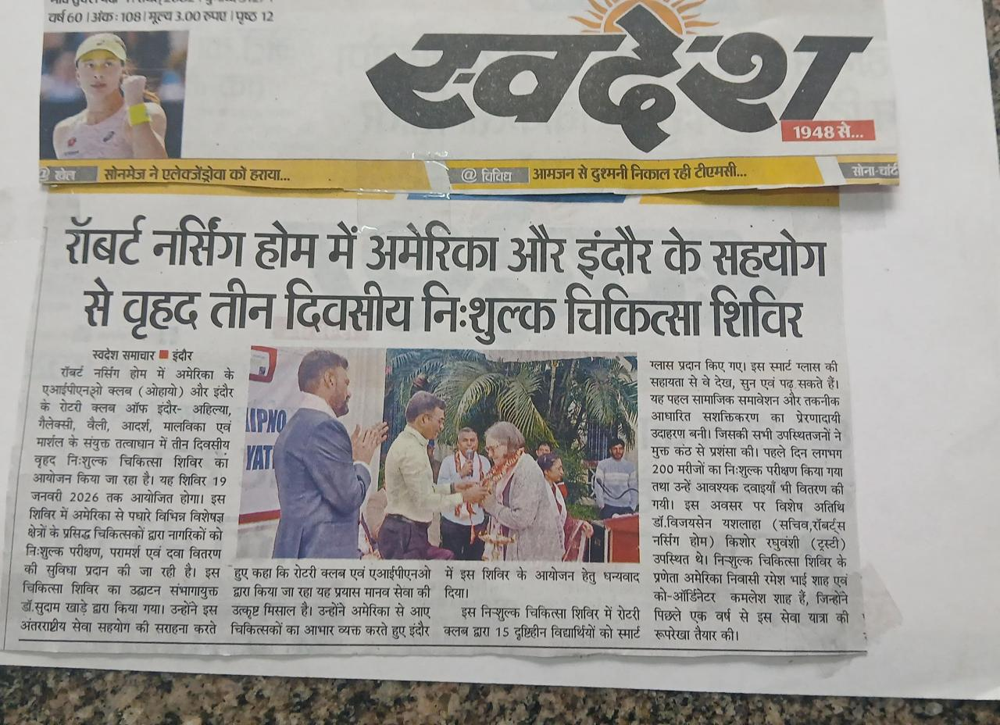 वर्ष 60 | अंक : 108 | मूल्य 3.00 रुपए | पृष्ठ 12
स्वदेश
1948 से...
@ खेल
सोनमेज ने एलेक्जेंड्रोवा को हराया...
@ विविध
आमजन से दुश्मनी निकाल रही टीएमसी...
सोना-चांदी
रॉबर्ट नर्सिंग होम में अमेरिका और इंदौर के सहयोग
से वृहद तीन दिवसीय निःशुल्क चिकित्सा शिविर
स्वदेश समाचार ■ इंदौर
रॉबर्ट नर्सिंग होम में अमेरिका के
एआईपीएनओ क्लब (ओहायो) और इंदौर
के रोटरी क्लब ऑफ इंदौर- अहिल्या,
गैलेक्सी, वैली, आदर्श, मालविका एवं
मार्शल के संयुक्त तत्वाधान में तीन दिवसीय
वृहद निःशुल्क चिकित्सा शिविर का
आयोजन किया जा रहा है। यह शिविर 19
जनवरी 2026 तक आयोजित होगा। इस
शिविर में अमेरिका से पधारे विभिन्न विशेषज्ञ
क्षेत्रों के प्रसिद्ध चिकित्सकों द्वारा नागरिकों को
निःशुल्क परीक्षण, परामर्श एवं दवा वितरण
की सुविधा प्रदान की जा रही है। इस
चिकित्सा शिविर का उद्घाटन संभागायुक्त
डॉ.सुदाम खाड़े द्वारा किया गया। उन्होंने इस
अंतरराष्ट्रीय सेवा सहयोग की सराहना करते
IPNO
YAT
हुए कहा कि रोटरी क्लब एवं एआईपीएनओ
द्वारा किया जा रहा यह प्रयास मानव सेवा की
उत्कृष्ट मिसाल है। उन्होंने अमेरिका से आए
चिकित्सकों का आभार व्यक्त करते हुए इंदौर
में इस शिविर के आयोजन हेतु धन्यवाद
दिया।
इस निःशुल्क चिकित्सा शिविर में रोटरी
क्लब द्वारा 15 दृष्टिहीन विद्यार्थियों को स्मार्ट
ग्लास प्रदान किए गए। इस स्मार्ट ग्लास की
सहायता से वे देख, सुन एवं पढ़ सकते हैं।
यह पहल सामाजिक समावेशन और तकनीक
आधारित सशक्तिकरण का प्रेरणादायी
उदाहरण बनी। जिसकी सभी उपस्थितजनों ने
मुक्त कंठ से प्रशंसा की। पहले दिन लगभग
200 मरीजों का निःशुल्क परीक्षण किया गया
तथा उन्हें आवश्यक दवाइयाँ भी वितरण की
गयी। इस अवसर पर विशेष अतिथि
डॉ.विजयसेन यशलाहा (सचिव,रॉबर्ट्स
नर्सिंग होम) किशोर रघुवंशी (ट्रस्टी)
उपस्थित थे। निःशुल्क चिकित्सा शिविर के
प्रणेता अमेरिका निवासी रमेश भाई शाह एवं
को-ऑर्डिनेटर कमलेश शाह हैं, जिन्होंने
पिछले एक वर्ष से इस सेवा यात्रा की
रूपरेखा तैयार की।